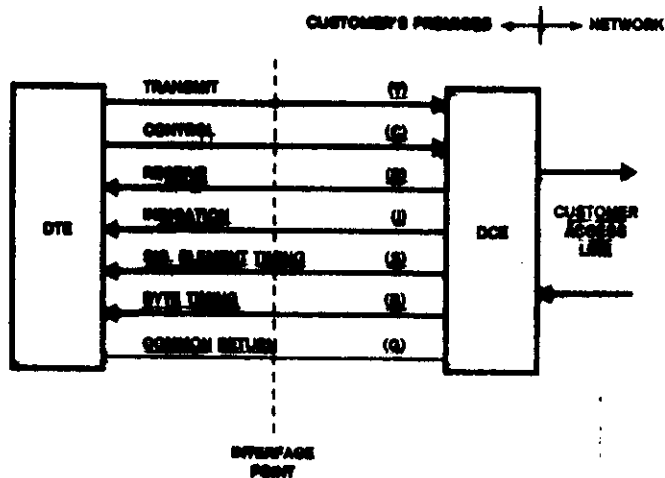 CUSTOMER'S PREMISES NETWORK
TRANSMIT (T)
CONTROL (C)
RECEIVE (R)
INDICATION (I)
DTE
DCE
CUSTOMER
ACCESS
LINE
SIG. ELEMENT TIMING (S)
BYTE TIMING (B)
COMMON RETURN (G)
INTERFACE
POINT